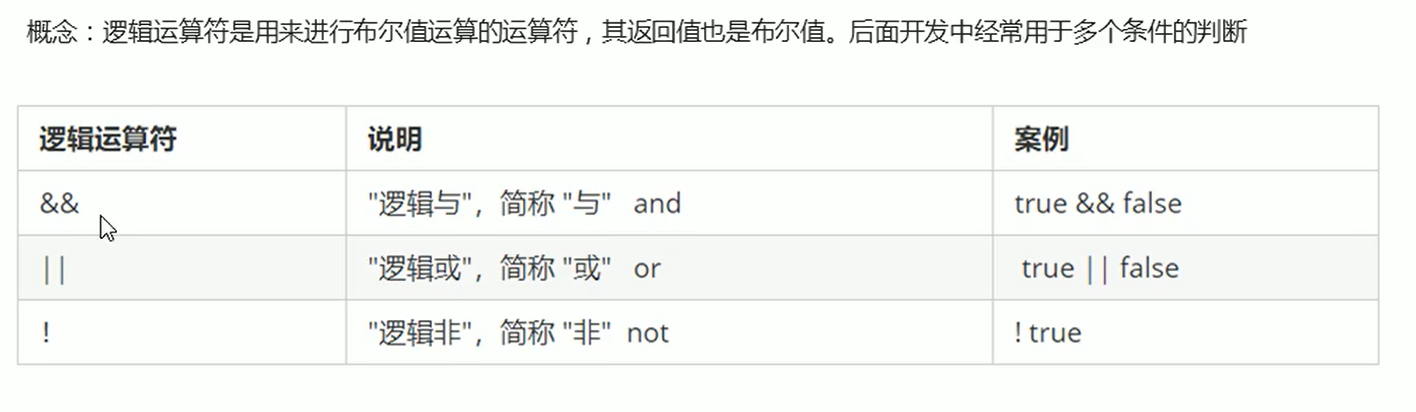 概念：逻辑运算符是用来进行布尔值运算的运算符，其返回值也是布尔值。后面开发中经常用于多个条件的判断
逻辑运算符 说明 案例
&& "逻辑与"，简称 "与" and true && false
|| "逻辑或"，简称 "或" or true || false
! "逻辑非"，简称 "非" not ! true